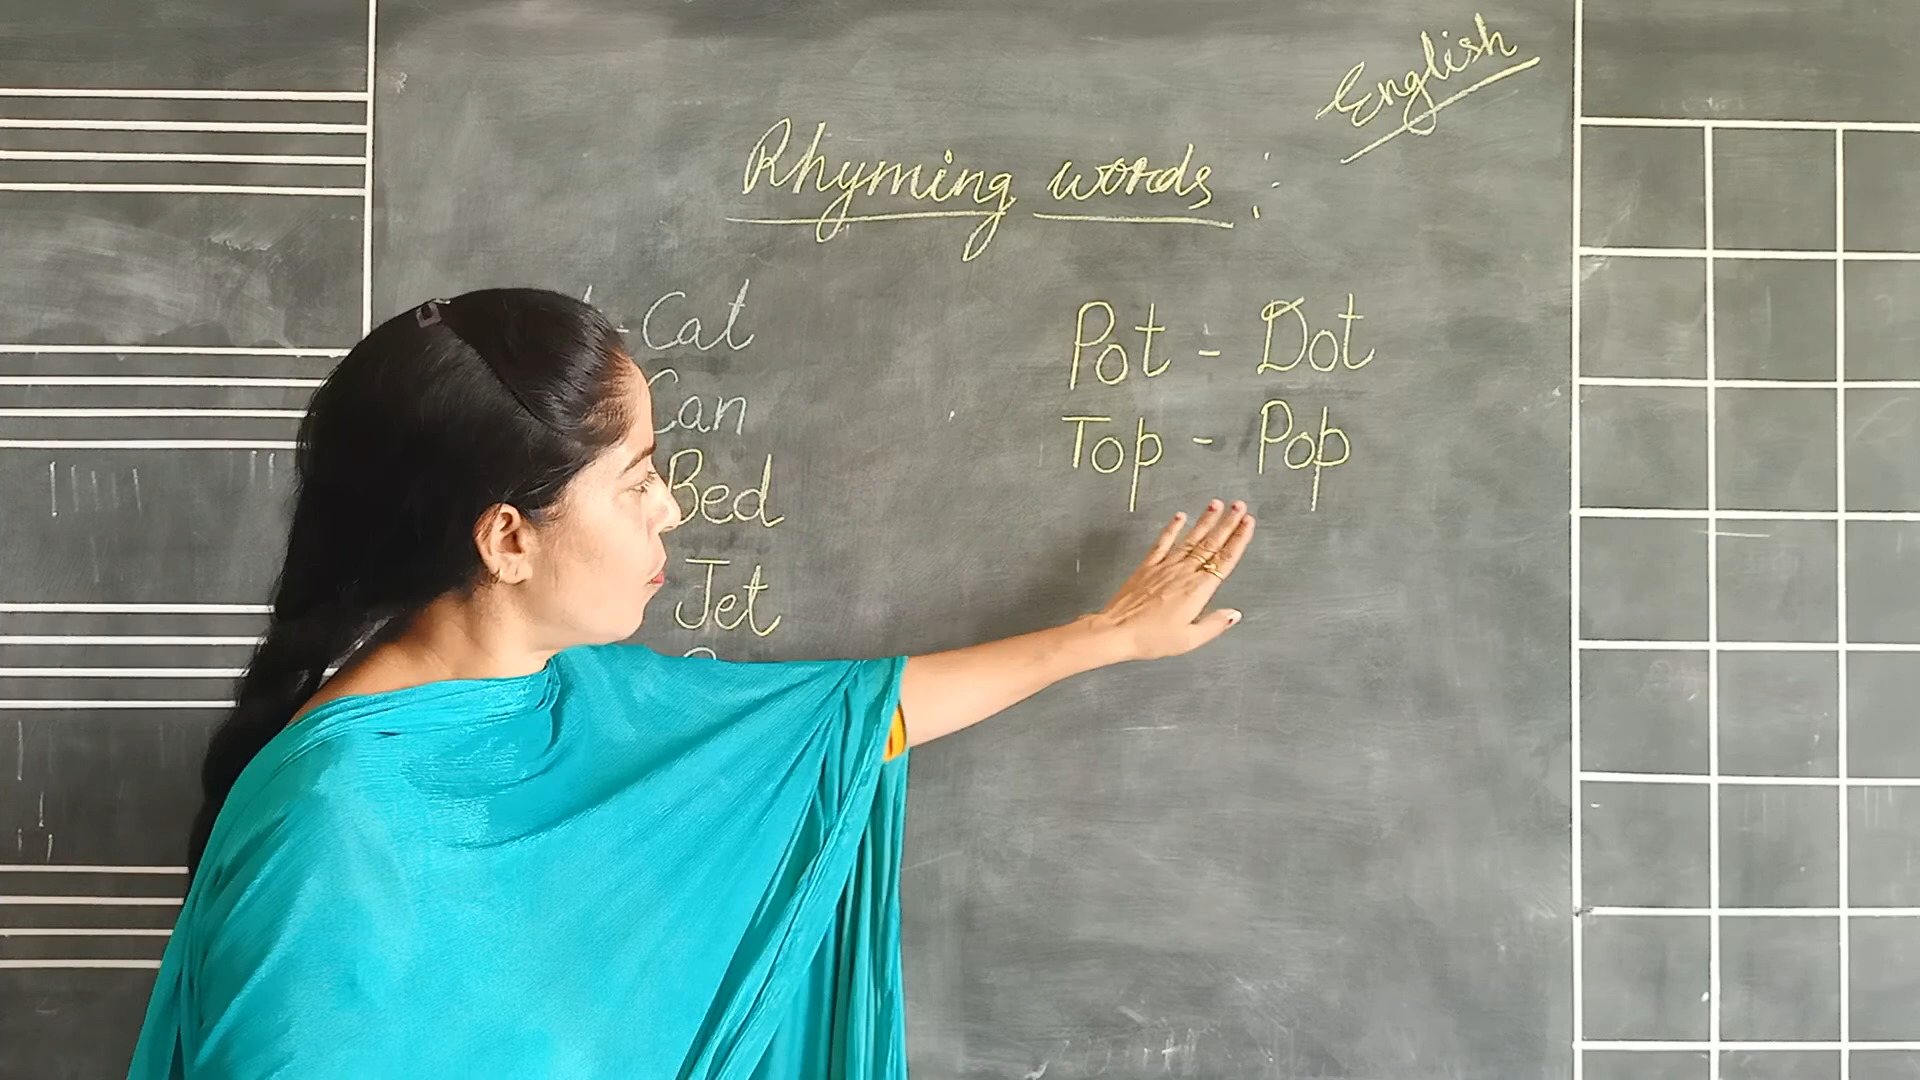 English
Rhyming words :
- Cat
Can
Bed
Jet
Pot - Dot
Top - Pop